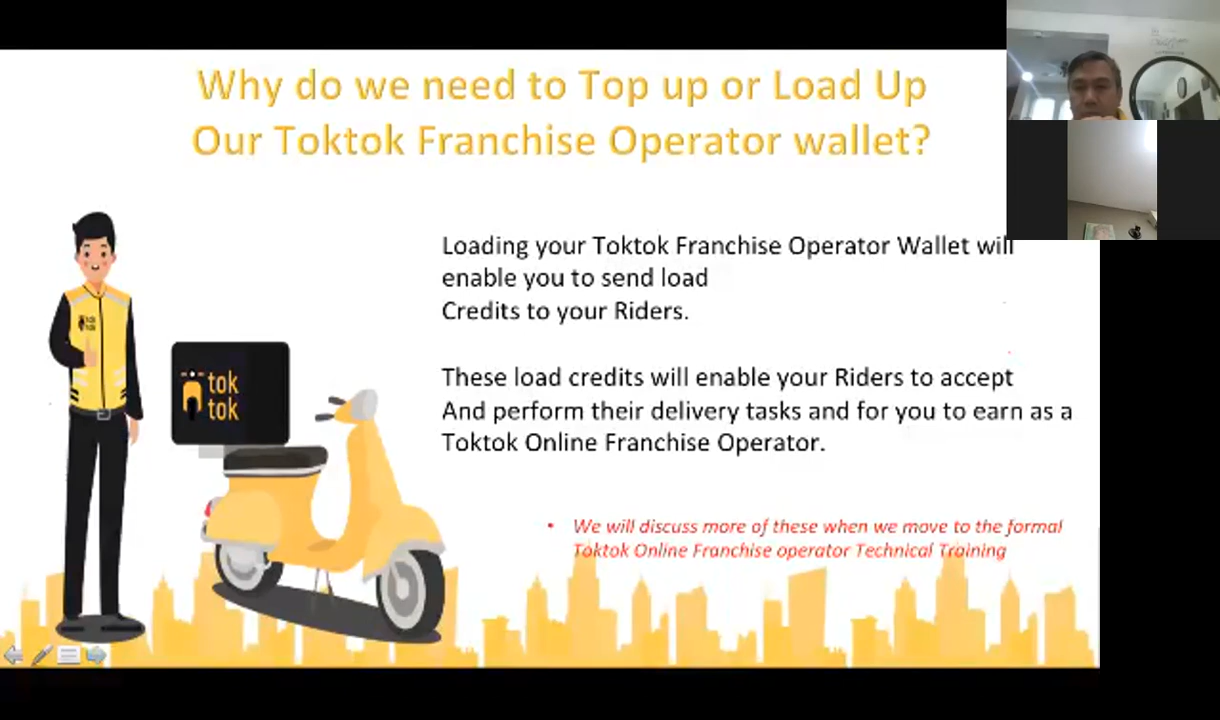 Why do we need to Top up or Load Up
Our Toktok Franchise Operator wallet?
Loading your Toktok Franchise Operator Wallet will
enable you to send load
Credits to your Riders.
These load credits will enable your Riders to accept
And perform their delivery tasks and for you to earn as a
Toktok Online Franchise Operator.
• We will discuss more of these when we move to the formal
Toktok Online Franchise operator Technical Training
tok
tok
tok
tok